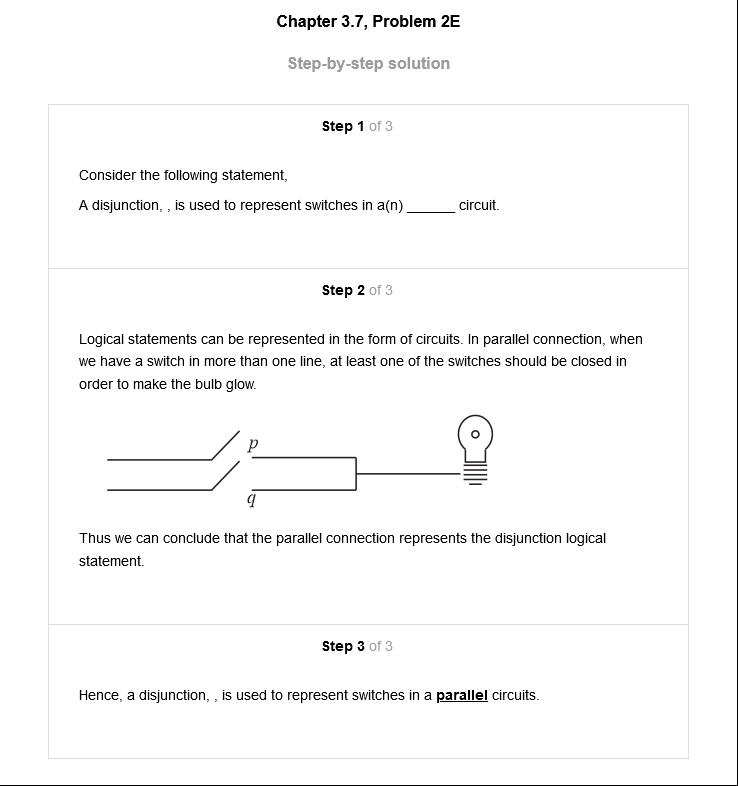 Chapter 3.7, Problem 2E
Step-by-step solution
Step 1 of 3
Consider the following statement,
A disjunction, , is used to represent switches in a(n) ______ circuit.
Step 2 of 3
Logical statements can be represented in the form of circuits. In parallel connection, when
we have a switch in more than one line, at least one of the switches should be closed in
order to make the bulb glow.
p
q
Thus we can conclude that the parallel connection represents the disjunction logical
statement.
Step 3 of 3
Hence, a disjunction, , is used to represent switches in a parallel circuits.